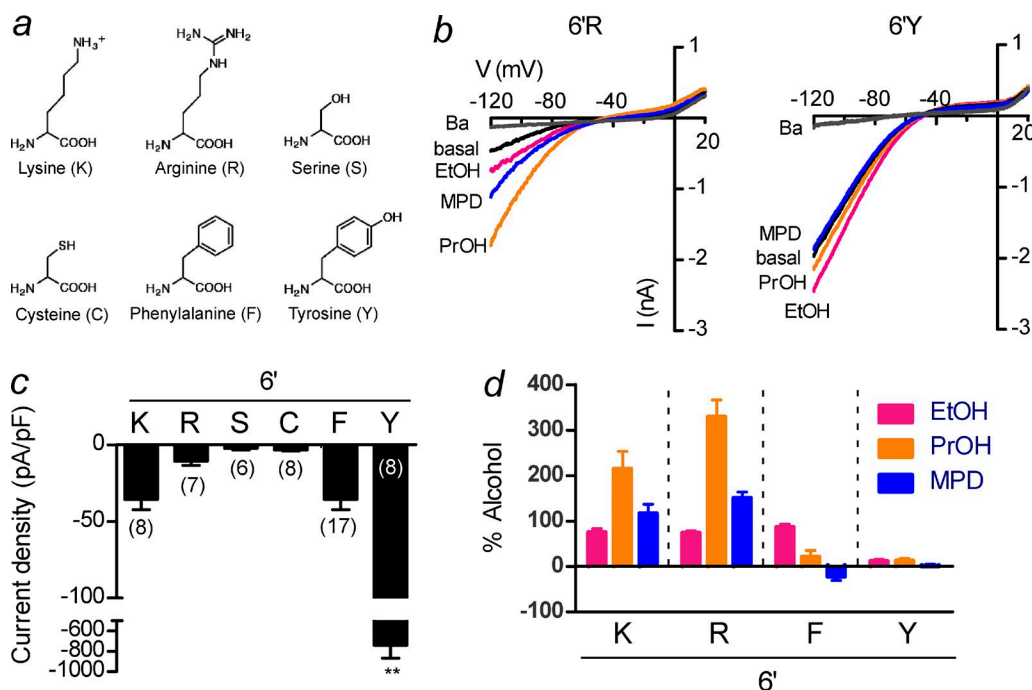 a
NH3+
H2N
COOH
Lysine (K)
H2N
NH2
NH
H2N
COOH
Arginine (R)
OH
H2N
COOH
Serine (S)
SH
H2N
COOH
Cysteine (C)
H2N
COOH
Phenylalanine (F)
OH
H2N
COOH
Tyrosine (Y)
b
6'R
V (mV)
-120 -80 -40
20
1
-1
-2
-3
I (nA)
Ba
basal
EtOH
MPD
PrOH
6'Y
-120 -80 -40
20
1
-1
-2
-3
Ba
MPD
basal
PrOH
EtOH
c
6'
K R S C F Y
Current density (pA/pF)
0
-50
-100
-600
-800
-1000
(8)
(7)
(6)
(8)
(17)
(8)
**
d
% Alcohol
400
300
200
100
0
-100
EtOH
PrOH
MPD
K R F Y
6'